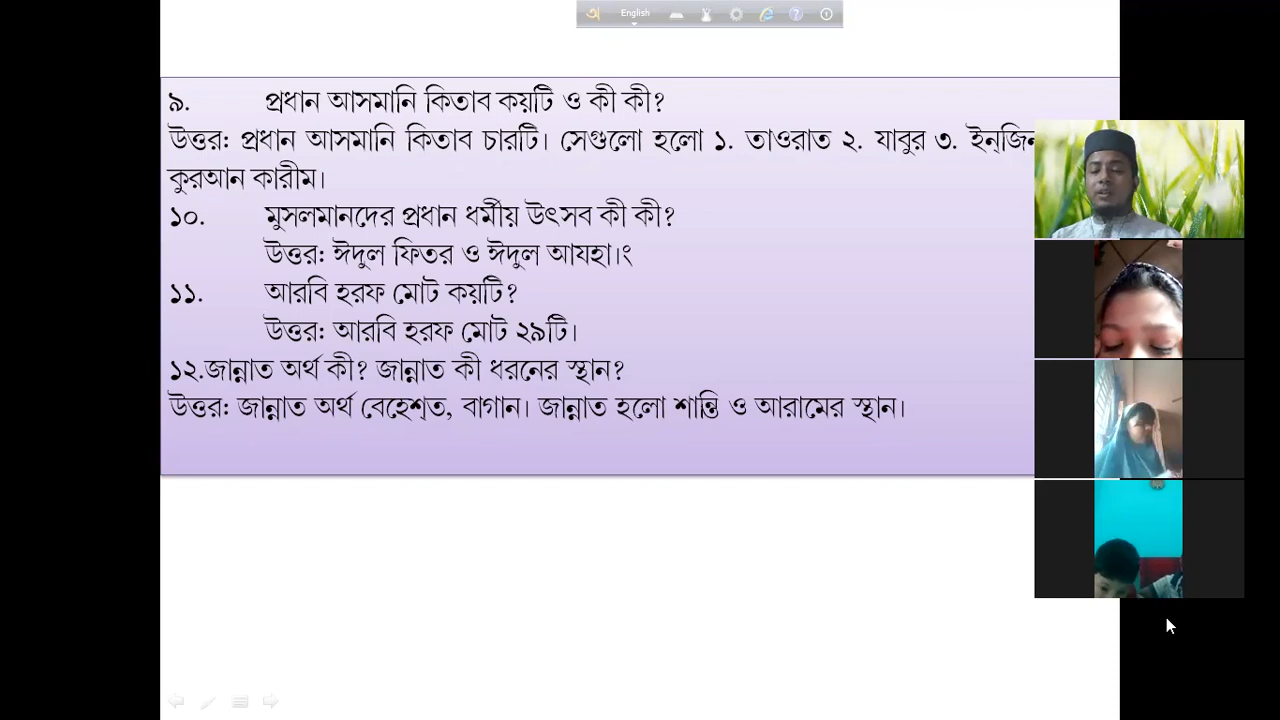 অ English
৯. প্রধান আসমানি কিতাব কয়টি ও কী কী?
উত্তর: প্রধান আসমানি কিতাব চারটি। সেগুলো হলো ১. তাওরাত ২. যাবুর ৩.
কুরআন কারীম।
১০. মুসলমানদের প্রধান ধর্মীয় উৎসব কী কী?
উত্তর: ঈদুল ফিতর ও ঈদুল আযহা।ং
১১. আরবি হরফ মোট কয়টি?
উত্তর: আরবি হরফ মোট ২৯টি।
১২.জান্নাত অর্থ কী? জান্নাত কী ধরনের স্থান?
উত্তর: জান্নাত অর্থ বেহেশ্ত, বাগান। জান্নাত হলো শান্তি ও আরামের স্থান।